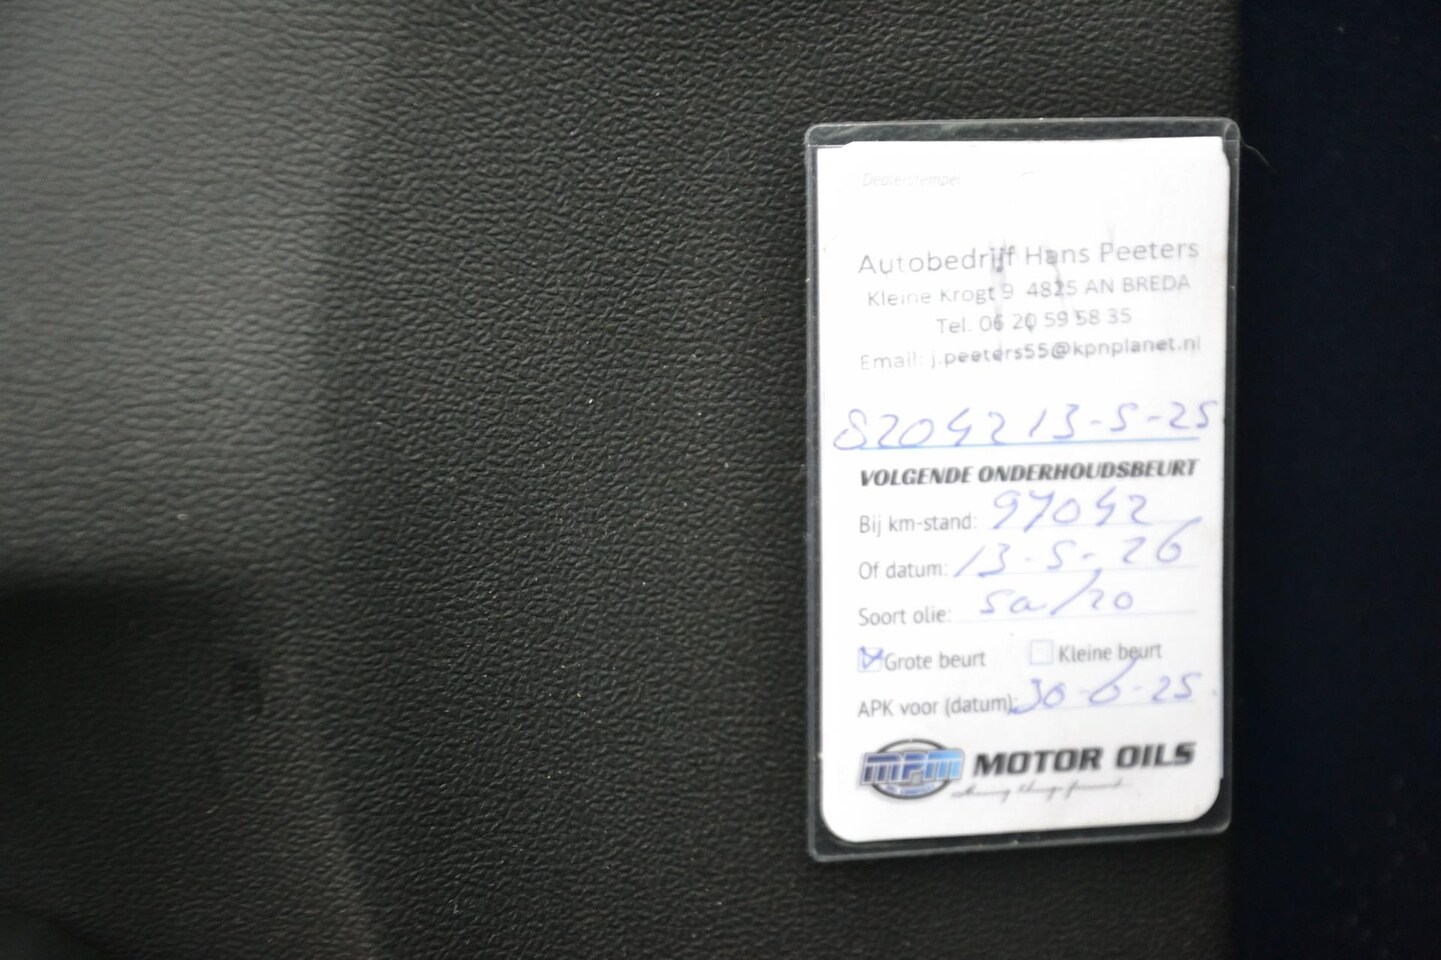 Dealerstempel
Autobedrijf Hans Peeters
Kleine Krogt 9 4825 AN BREDA
Tel. 06 20 59 58 35
Email: j.peeters55@kpnplanet.nl
82042 13-5-25
VOLGENDE ONDERHOUDSBEURT
Bij km-stand: 97042
Of datum: 13-5-26
Soort olie: 5w/20
Grote beurt Kleine beurt
APK voor (datum): 30-6-25
MPM MOTOR OILS